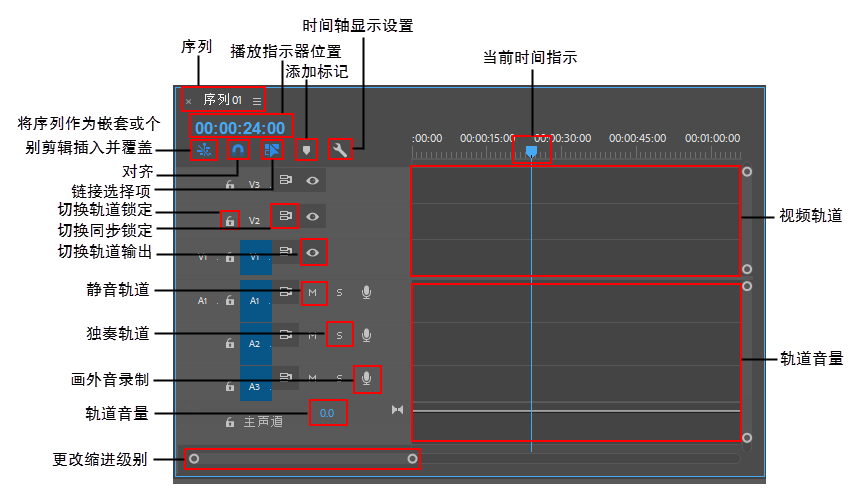 时间轴显示设置
序列
播放指示器位置
当前时间指示
添加标记
× 序列 01 ≡
将序列作为嵌套或个
别剪辑插入并覆盖
00:00:24:00
:00:00 00:00:15:00 00:00:30:00 00:00:45:00 00:01:00:00
对齐
链接选择项
V3
切换轨道锁定
V2
视频轨道
切换同步锁定
切换轨道输出
V1 V1
静音轨道
A1 A1 M S
独奏轨道
A2 M S
轨道音量
画外音录制
A3 M S
轨道音量
主声道 0.0
更改缩进级别